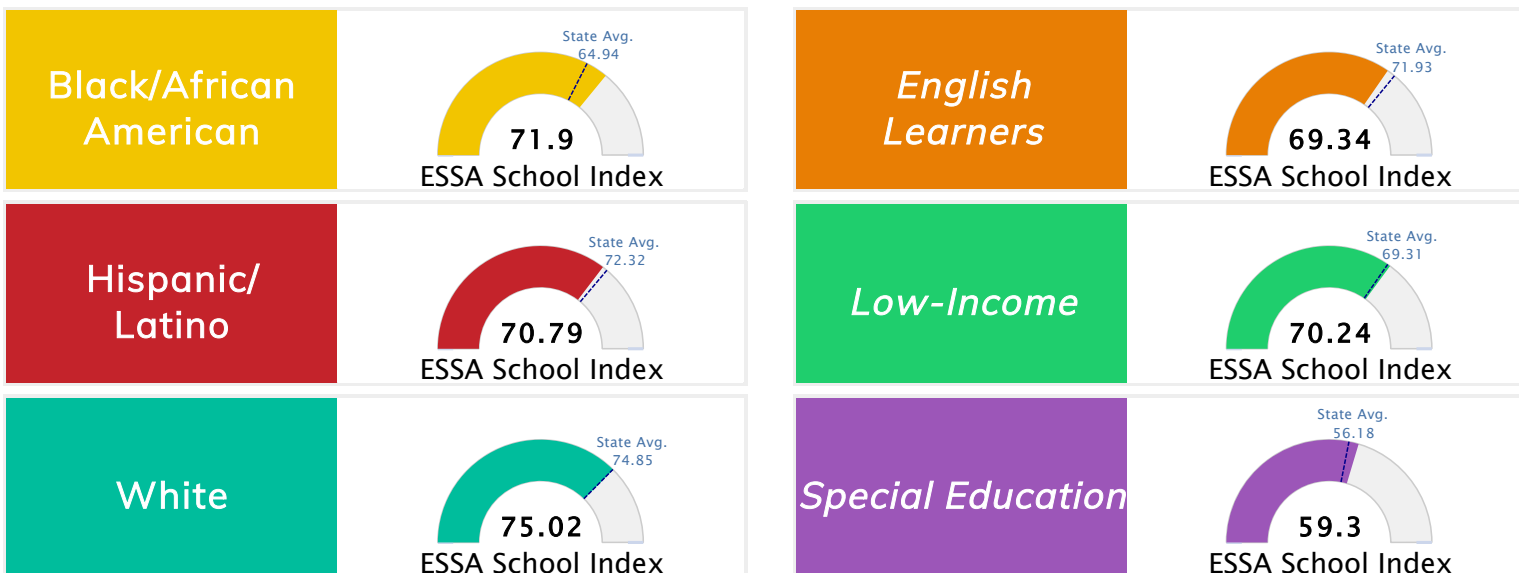 Black/African
American
State Avg.
64.94
71.9
ESSA School Index
English
Learners
State Avg.
71.93
69.34
ESSA School Index
Hispanic/
Latino
State Avg.
72.32
70.79
ESSA School Index
Low-Income
State Avg.
69.31
70.24
ESSA School Index
White
State Avg.
74.85
75.02
ESSA School Index
Special Education
State Avg.
56.18
59.3
ESSA School Index